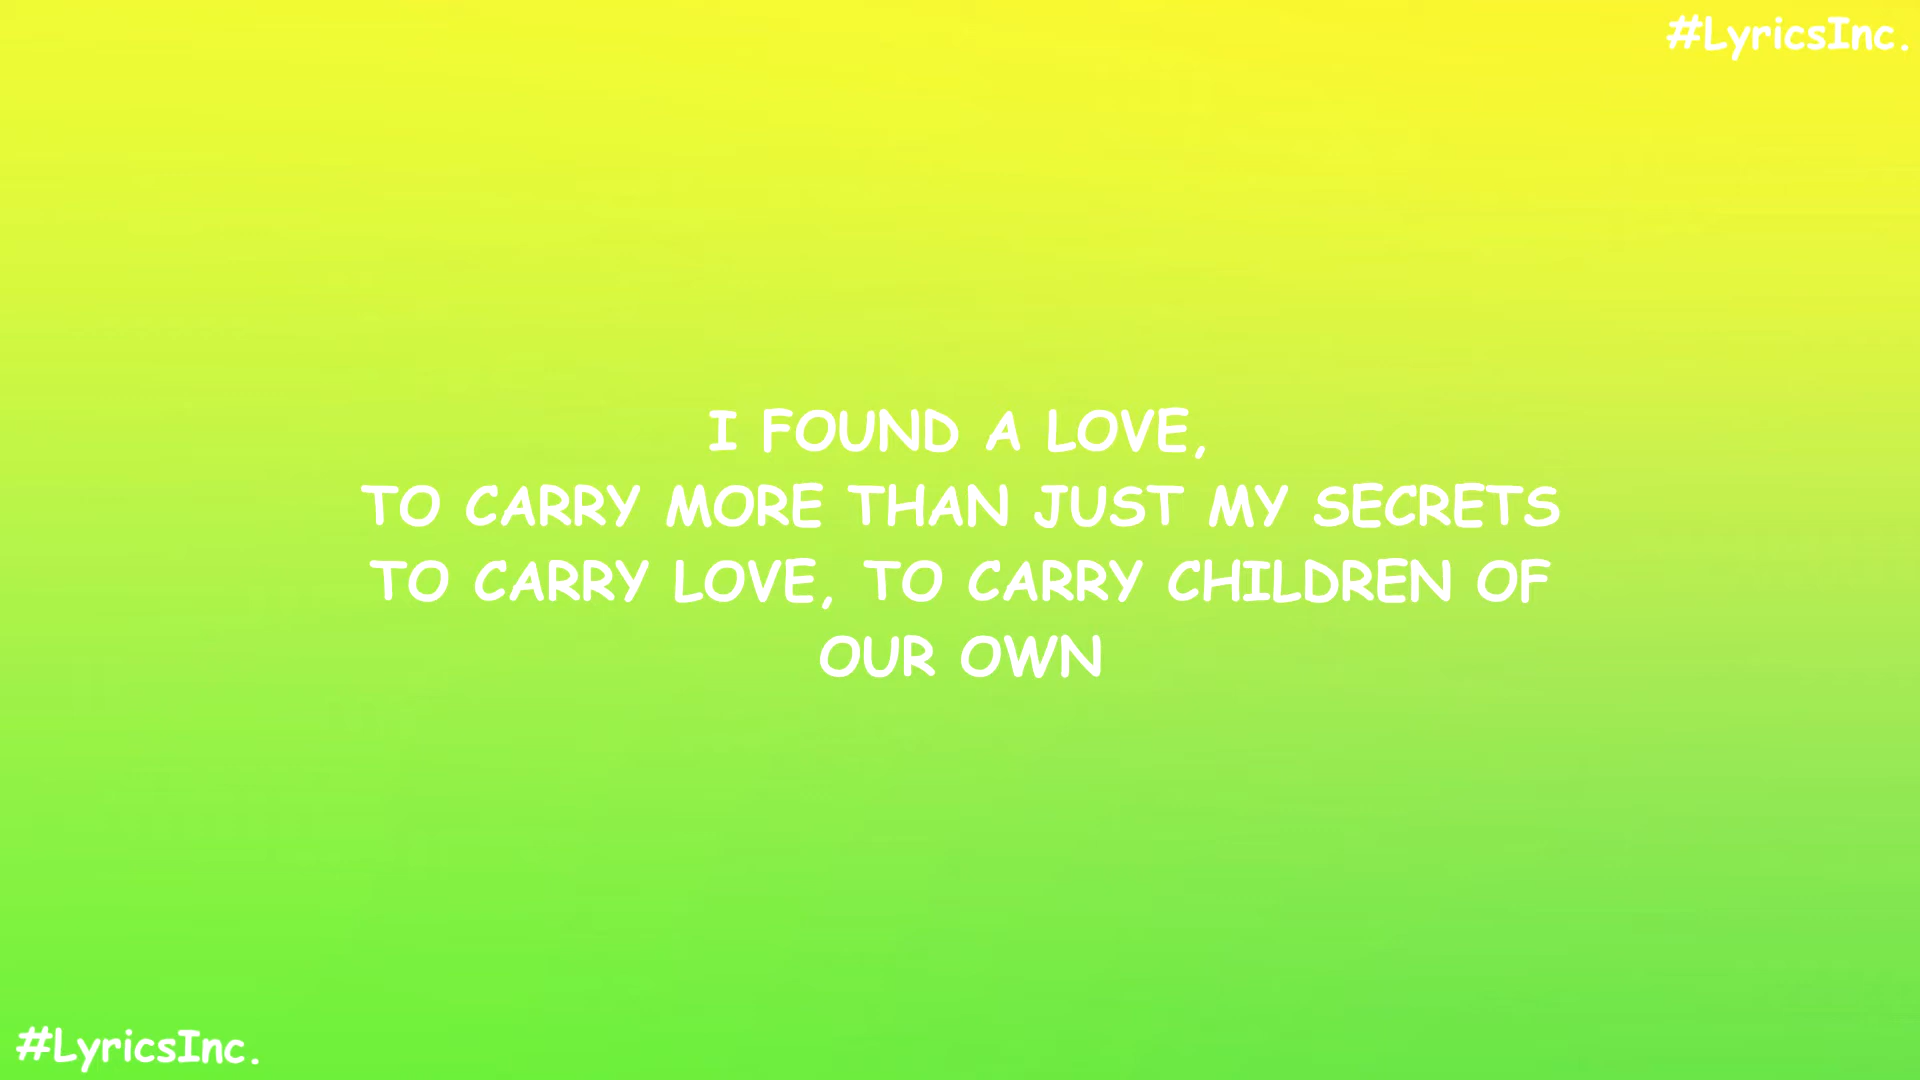 #LyricsInc.
I FOUND A LOVE,
TO CARRY MORE THAN JUST MY SECRETS
TO CARRY LOVE, TO CARRY CHILDREN OF
OUR OWN
#LyricsInc.